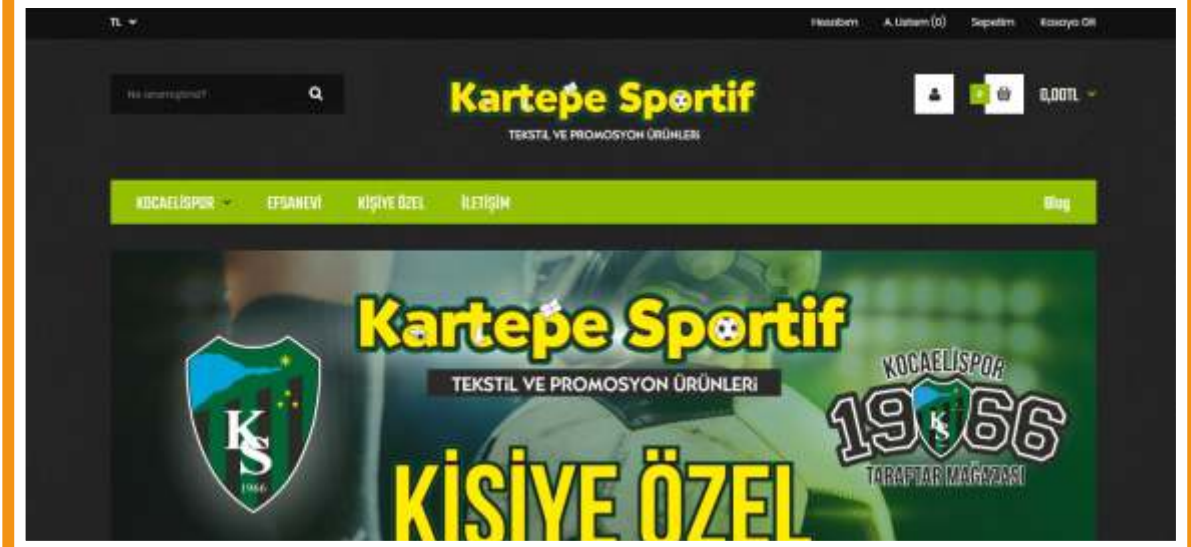 TL
Hesabım A.Listem (0) Sepetim Kasaya Git
Kartepe Sportif
TEKSTİL VE PROMOSYON ÜRÜNLERİ
0 0,00TL
KOCAELİSPOR EFSANEVİ KİŞİYE ÖZEL İLETİŞİM Blog
Kartepe Sportif
TEKSTİL VE PROMOSYON ÜRÜNLERİ
KS
1966
KOCAELİSPOR
1966
KS
TARAFTAR MAĞAZASI
KİŞİYE ÖZEL